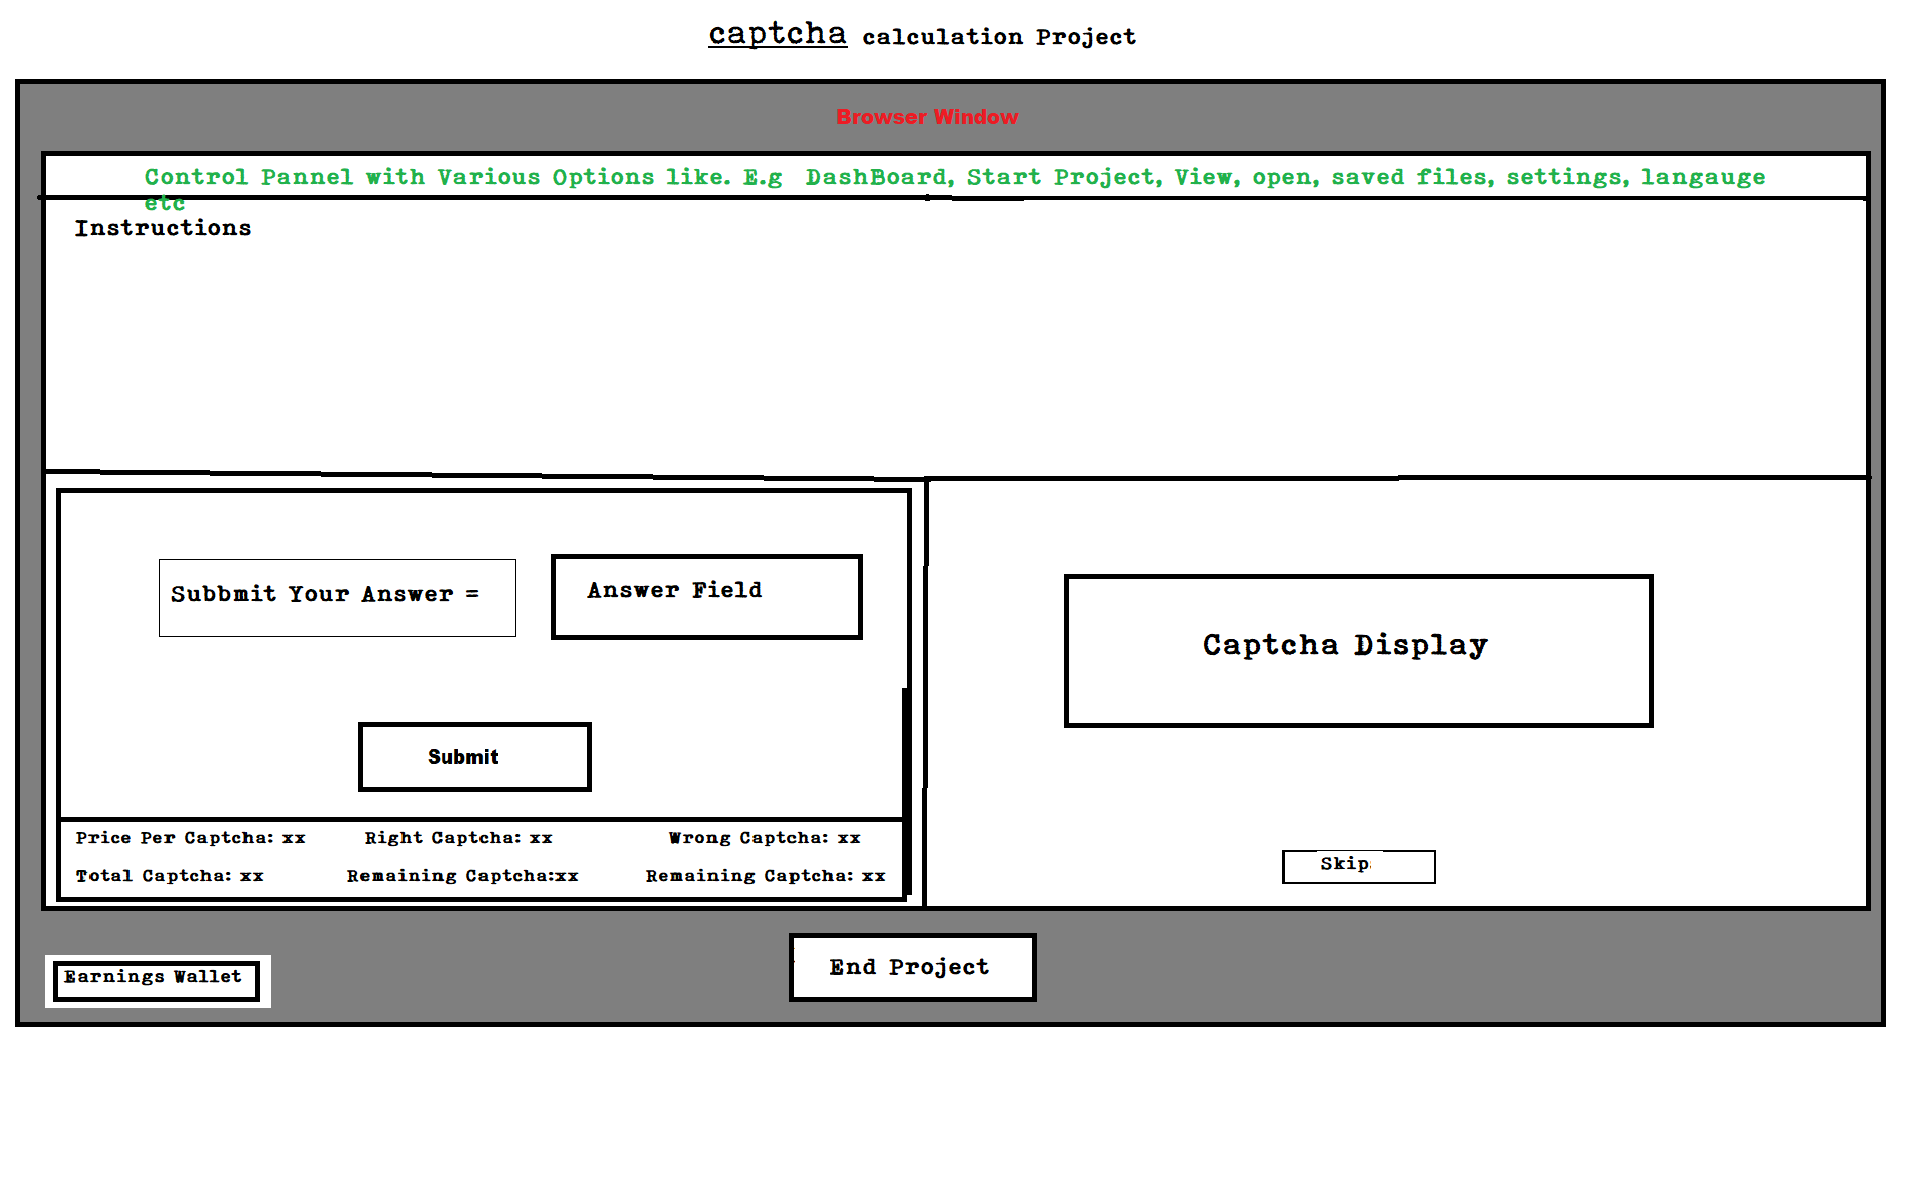 captcha calculation Project
Browser Window
Control Pannel with Various Options like. E.g DashBoard, Start Project, View, open, saved files, settings, langauge
etc
Instructions
Subbmit Your Answer =
Answer Field
Captcha Display
Submit
Price Per Captcha: xx Right Captcha: xx Wrong Captcha: xx
Total Captcha: xx Remaining Captcha:xx Remaining Captcha: xx
Skip
End Project
Earnings Wallet